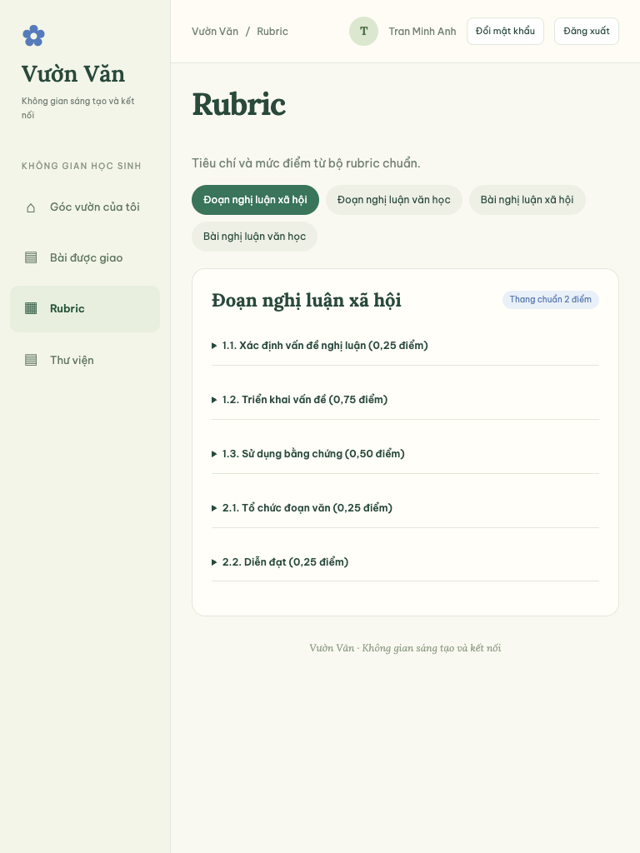 Vườn Văn
Không gian sáng tạo và kết
nối
KHÔNG GIAN HỌC SINH
Góc vườn của tôi
Bài được giao
Rubric
Thư viện
Vườn Văn / Rubric
T
Tran Minh Anh
Đổi mật khẩu
Đăng xuất
Rubric
Tiêu chí và mức điểm từ bộ rubric chuẩn.
Đoạn nghị luận xã hội
Đoạn nghị luận văn học
Bài nghị luận xã hội
Bài nghị luận văn học
Đoạn nghị luận xã hội
Thang chuẩn 2 điểm
1.1. Xác định vấn đề nghị luận (0,25 điểm)
1.2. Triển khai vấn đề (0,75 điểm)
1.3. Sử dụng bằng chứng (0,50 điểm)
2.1. Tổ chức đoạn văn (0,25 điểm)
2.2. Diễn đạt (0,25 điểm)
Vườn Văn · Không gian sáng tạo và kết nối